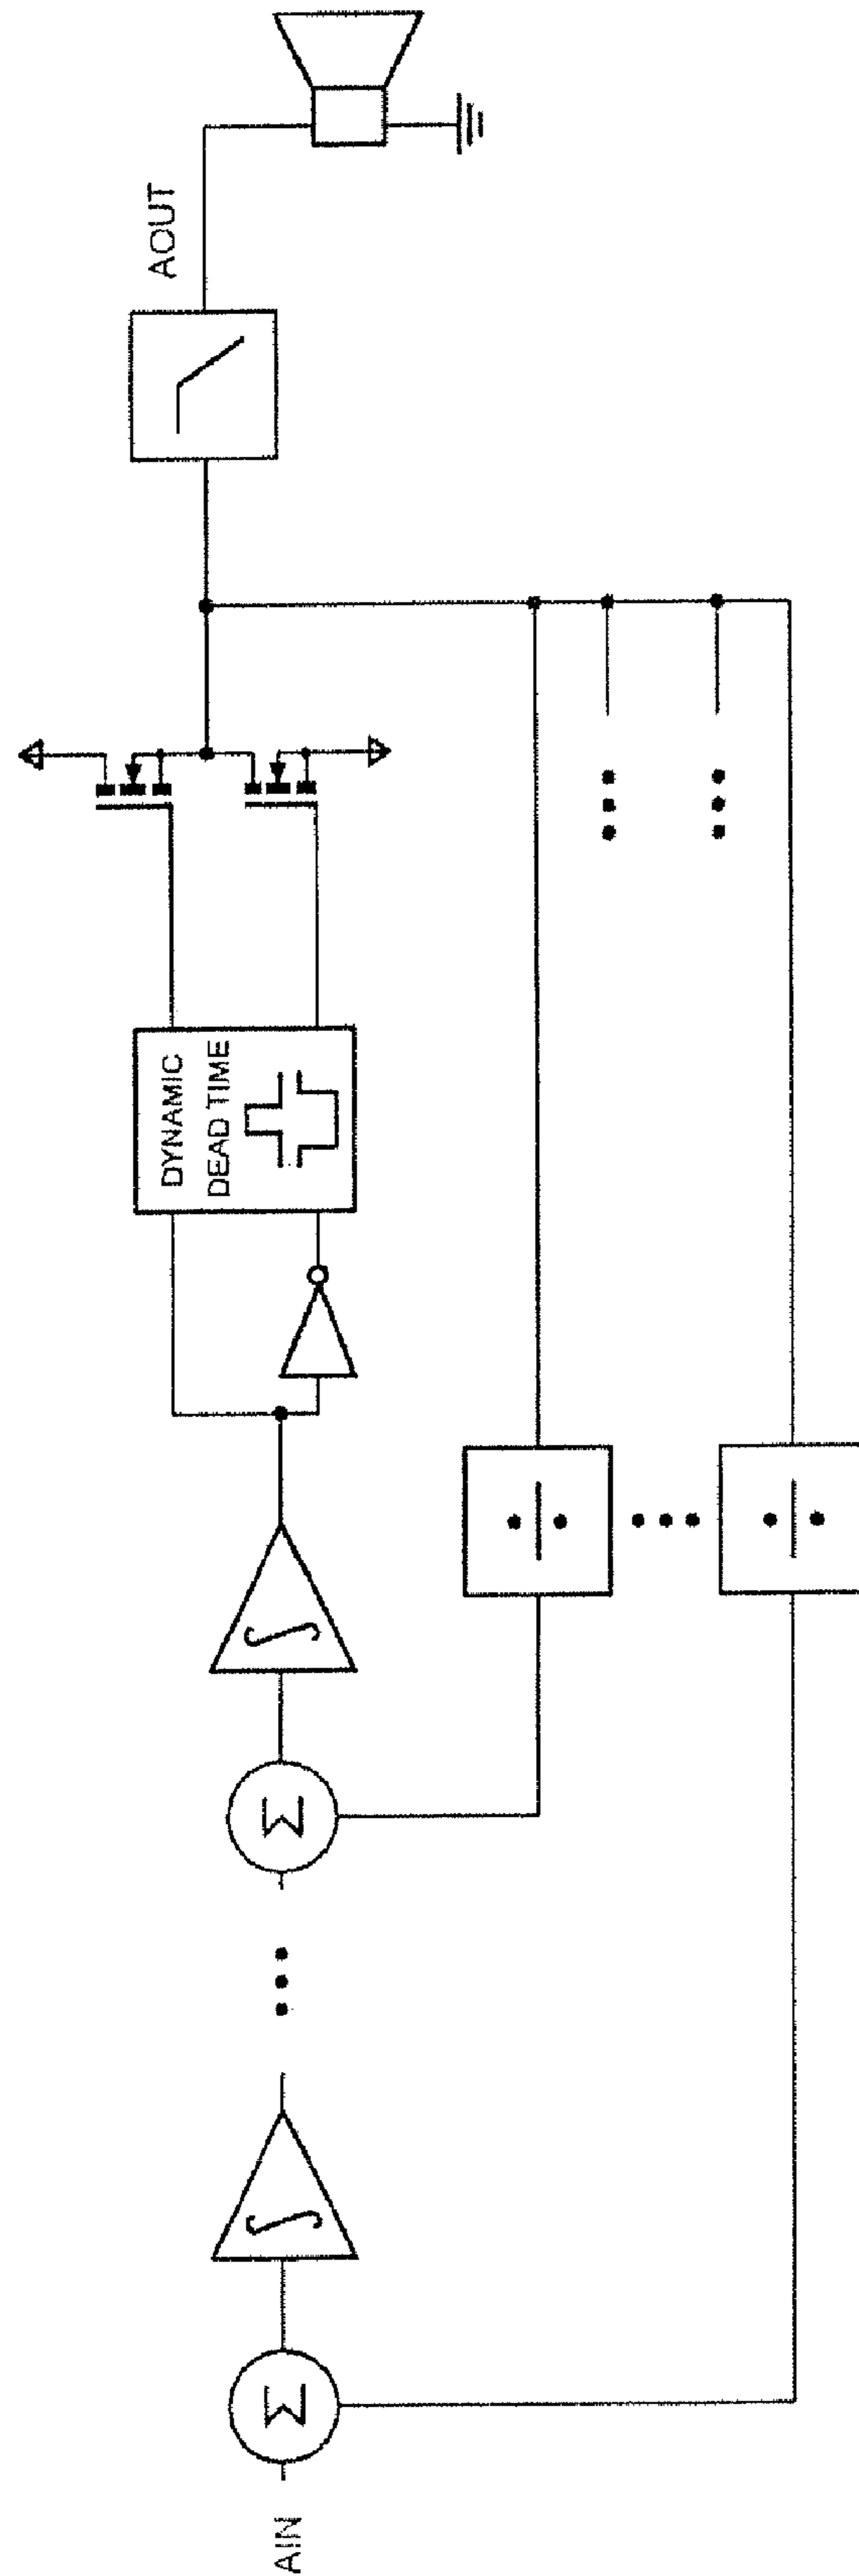 AIN
Σ
∫
Σ
∫
DYNAMIC
DEAD TIME
÷
÷
AOUT